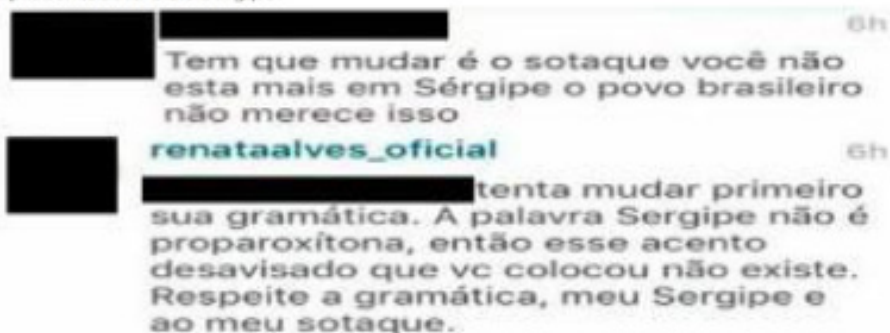 6h
Tem que mudar é o sotaque você não
esta mais em Sérgipe o povo brasileiro
não merece isso
renataalves_oficial 6h
tenta mudar primeiro
sua gramática. A palavra Sergipe não é
proparoxítona, então esse acento
desavisado que vc colocou não existe.
Respeite a gramática, meu Sergipe e
ao meu sotaque.